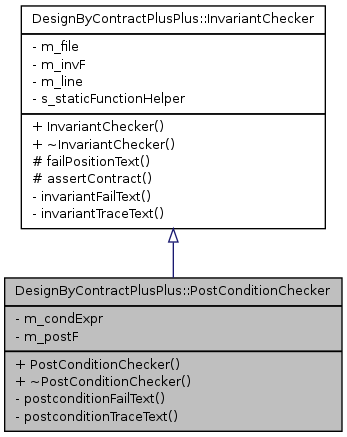 DesignByContractPlusPlus::InvariantChecker
- m_file
- m_invF
- m_line
- s_staticFunctionHelper
+ InvariantChecker()
+ ~InvariantChecker()
# failPositionText()
# assertContract()
- invariantFailText()
- invariantTraceText()
DesignByContractPlusPlus::PostConditionChecker
- m_condExpr
- m_postF
+ PostConditionChecker()
+ ~PostConditionChecker()
- postconditionFailText()
- postconditionTraceText()